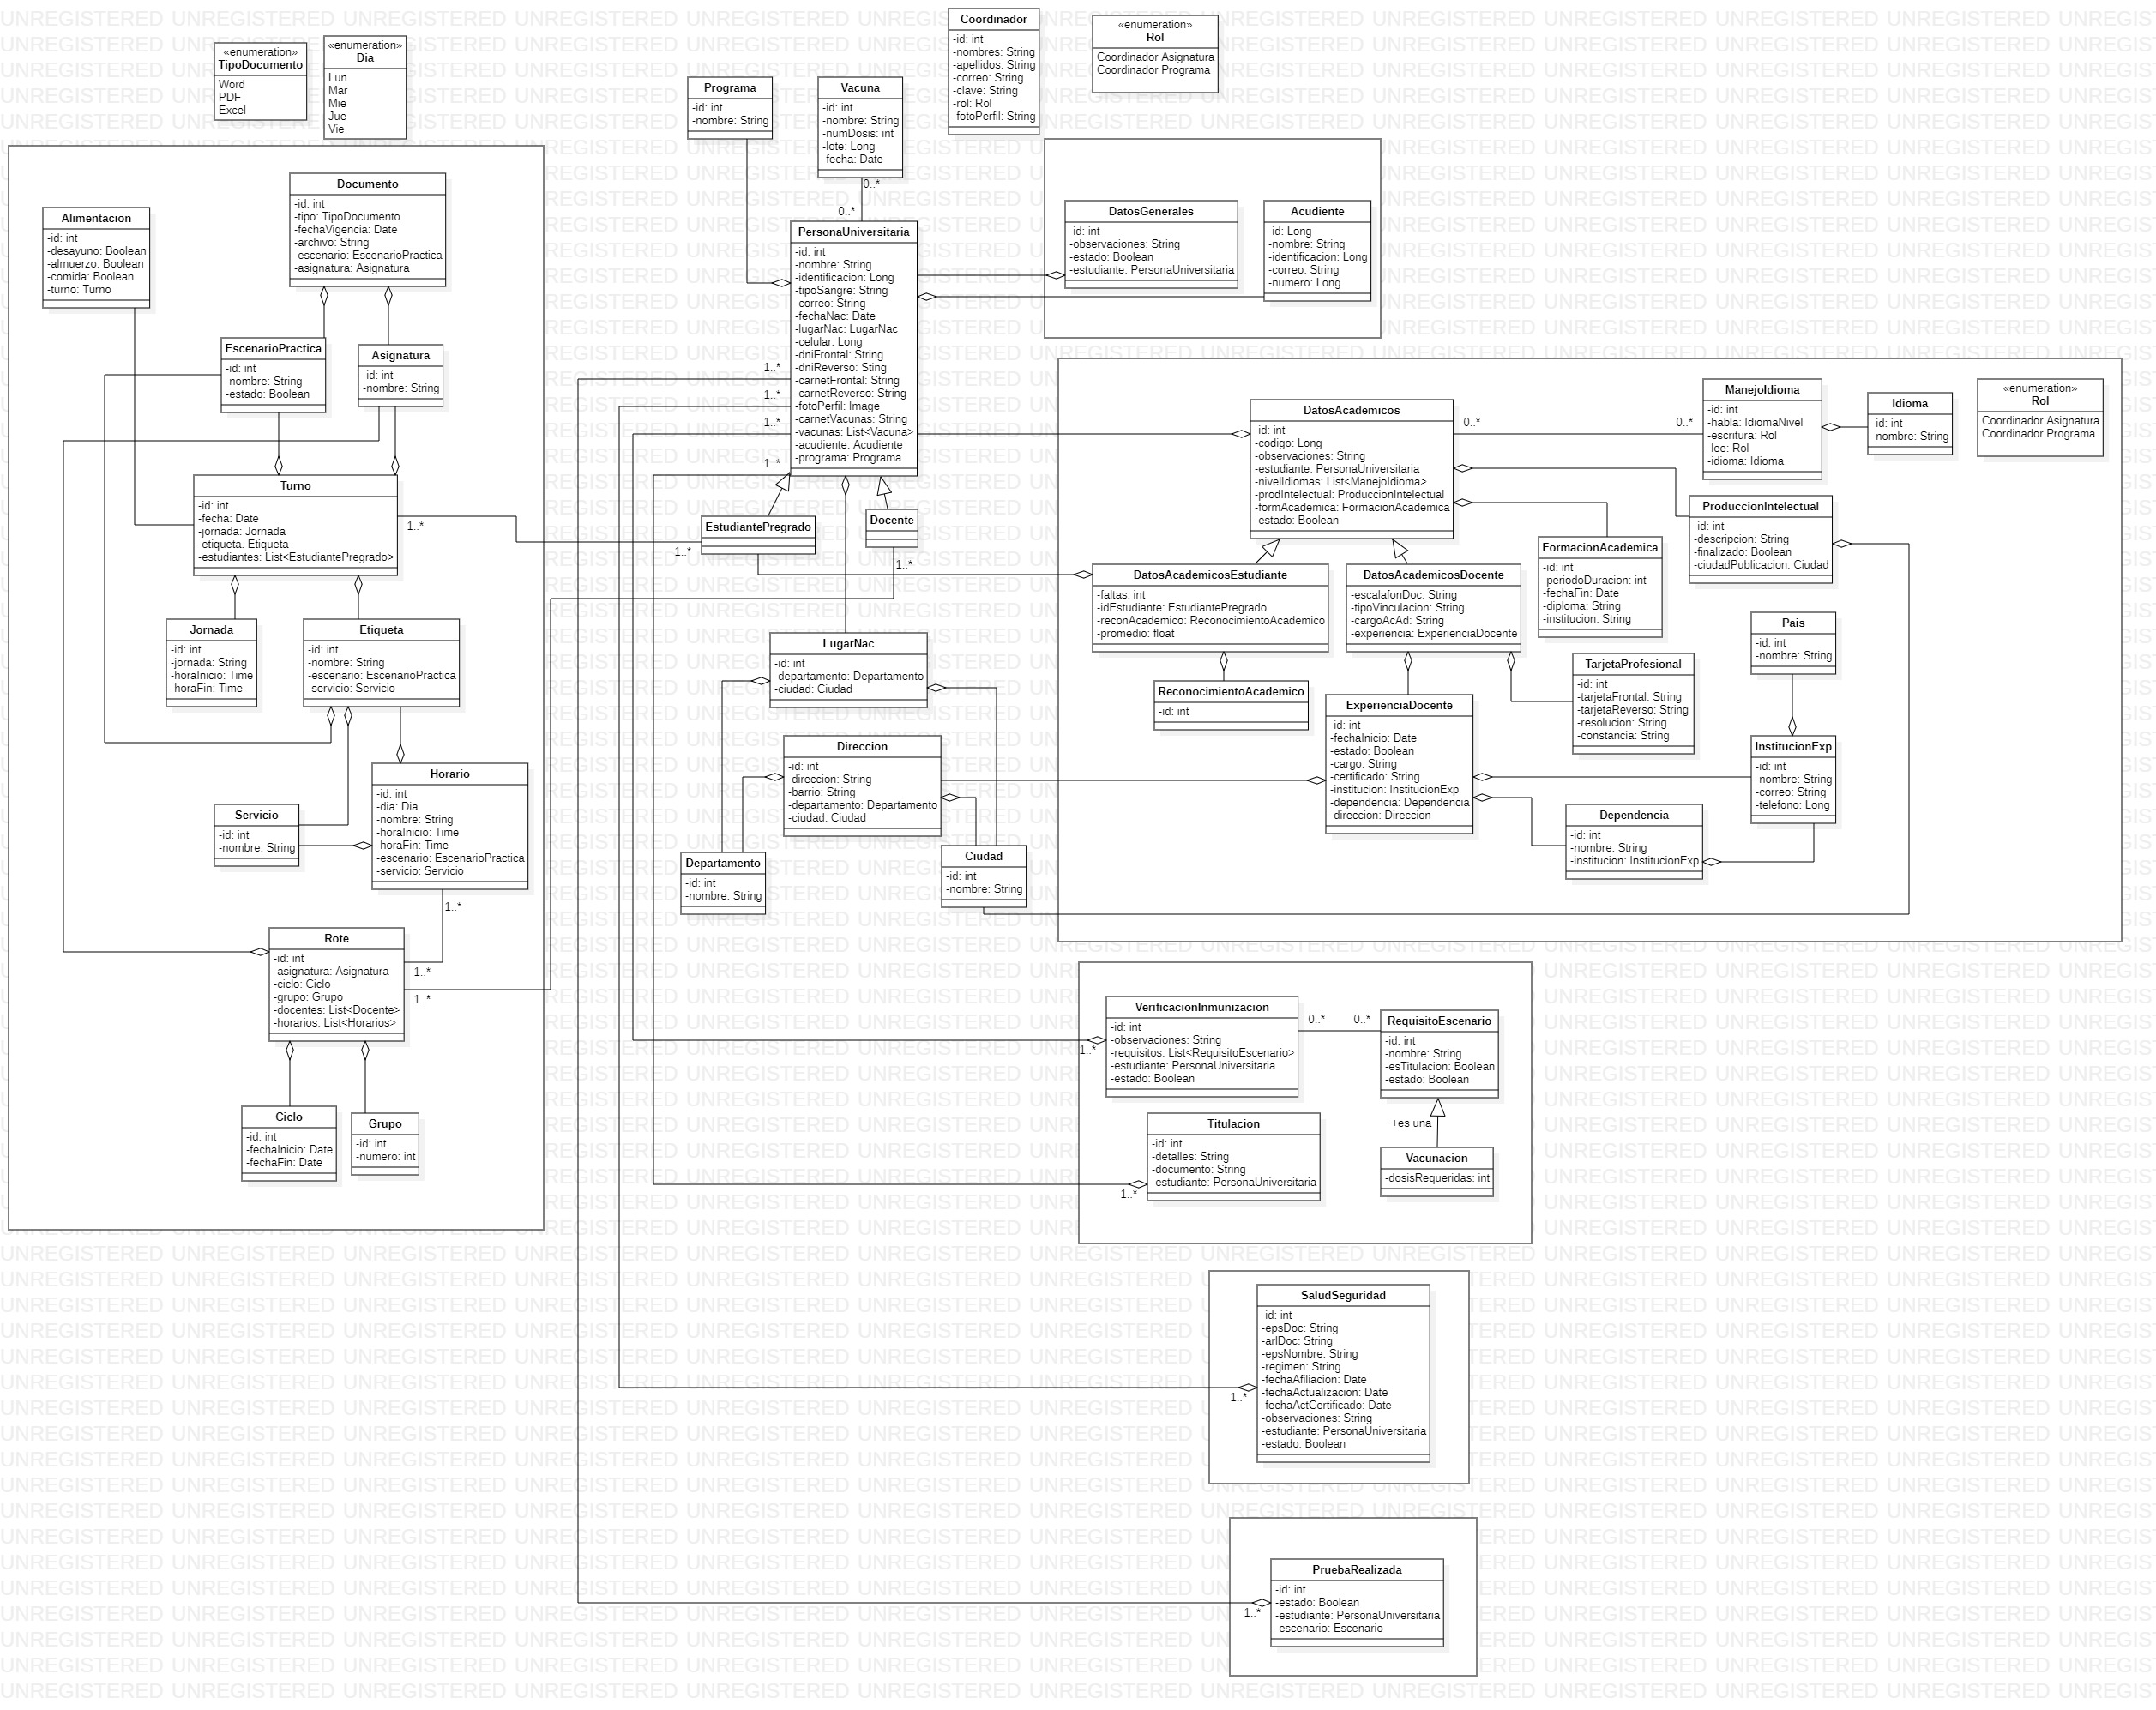 «enumeration»
TipoDocumento
Word
PDF
Excel
«enumeration»
Dia
Lun
Mar
Mie
Jue
Vie
Programa
-id: int
-nombre: String
Vacuna
-id: int
-nombre: String
-numDosis: int
-lote: Long
-fecha: Date
0..*
0..*
Coordinador
-id: int
-nombres: String
-apellidos: String
-correo: String
-clave: String
-rol: Rol
-fotoPerfil: String
«enumeration»
Rol
Coordinador Asignatura
Coordinador Programa
Documento
-id: int
-tipo: TipoDocumento
-fechaVigencia: Date
-archivo: String
-escenario: EscenarioPractica
-asignatura: Asignatura
Alimentacion
-id: int
-desayuno: Boolean
-almuerzo: Boolean
-comida: Boolean
-turno: Turno
EscenarioPractica
-id: int
-nombre: String
-estado: Boolean
Asignatura
-id: int
-nombre: String
Turno
-id: int
-fecha: Date
-jornada: Jornada
-etiqueta. Etiqueta
-estudiantes: List<EstudiantePregrado>
1..*
Jornada
-id: int
-jornada: String
-horaInicio: Time
-horaFin: Time
Etiqueta
-id: int
-nombre: String
-escenario: EscenarioPractica
-servicio: Servicio
Servicio
-id: int
-nombre: String
Horario
-id: int
-dia: Dia
-nombre: String
-horaInicio: Time
-horaFin: Time
-escenario: EscenarioPractica
-servicio: Servicio
1..*
Rote
-id: int
-asignatura: Asignatura
-ciclo: Ciclo
-grupo: Grupo
-docentes: List<Docente>
-horarios: List<Horarios>
1..*
1..*
Ciclo
-id: int
-fechaInicio: Date
-fechaFin: Date
Grupo
-id: int
-numero: int
PersonaUniversitaria
-id: int
-nombre: String
-identificacion: Long
-tipoSangre: String
-correo: String
-fechaNac: Date
-lugarNac: LugarNac
-celular: Long
-dniFrontal: String
-dniReverso: Sting
-carnetFrontal: String
-carnetReverso: String
-fotoPerfil: Image
-carnetVacunas: String
-vacunas: List<Vacuna>
-acudiente: Acudiente
-programa: Programa
1..*
1..*
1..*
1..*
EstudiantePregrado
1..*
Docente
1..*
LugarNac
-id: int
-departamento: Departamento
-ciudad: Ciudad
Direccion
-id: int
-direccion: String
-barrio: String
-departamento: Departamento
-ciudad: Ciudad
Departamento
-id: int
-nombre: String
Ciudad
-id: int
-nombre: String
DatosGenerales
-id: int
-observaciones: String
-estado: Boolean
-estudiante: PersonaUniversitaria
Acudiente
-id: Long
-nombre: String
-identificacion: Long
-correo: String
-numero: Long
DatosAcademicos
-id: int
-codigo: Long
-observaciones: String
-estudiante: PersonaUniversitaria
-nivelIdiomas: List<ManejoIdioma>
-prodIntelectual: ProduccionIntelectual
-formAcademica: FormacionAcademica
-estado: Boolean
0..*
0..*
ManejoIdioma
-id: int
-habla: IdiomaNivel
-escritura: Rol
-lee: Rol
-idioma: Idioma
Idioma
-id: int
-nombre: String
«enumeration»
Rol
Coordinador Asignatura
Coordinador Programa
ProduccionIntelectual
-id: int
-descripcion: String
-finalizado: Boolean
-ciudadPublicacion: Ciudad
FormacionAcademica
-id: int
-periodoDuracion: int
-fechaFin: Date
-diploma: String
-institucion: String
DatosAcademicosEstudiante
-faltas: int
-idEstudiante: EstudiantePregrado
-reconAcademico: ReconocimientoAcademico
-promedio: float
DatosAcademicosDocente
-escalafonDoc: String
-tipoVinculacion: String
-cargoAcAd: String
-experiencia: ExperienciaDocente
ReconocimientoAcademico
-id: int
TarjetaProfesional
-id: int
-tarjetaFrontal: String
-tarjetaReverso: String
-resolucion: String
-constancia: String
Pais
-id: int
-nombre: String
ExperienciaDocente
-id: int
-fechaInicio: Date
-estado: Boolean
-cargo: String
-certificado: String
-institucion: InstitucionExp
-dependencia: Dependencia
-direccion: Direccion
InstitucionExp
-id: int
-nombre: String
-correo: String
-telefono: Long
Dependencia
-id: int
-nombre: String
-institucion: InstitucionExp
VerificacionInmunizacion
-id: int
-observaciones: String
-requisitos: List<RequisitoEscenario>
-estudiante: PersonaUniversitaria
-estado: Boolean
1..*
0..*
0..*
RequisitoEscenario
-id: int
-nombre: String
-esTitulacion: Boolean
-estado: Boolean
+es una
Titulacion
-id: int
-detalles: String
-documento: String
-estudiante: PersonaUniversitaria
1..*
Vacunacion
-dosisRequeridas: int
SaludSeguridad
-id: int
-epsDoc: String
-arlDoc: String
-epsNombre: String
-regimen: String
-fechaAfiliacion: Date
-fechaActualizacion: Date
-fechaActCertificado: Date
-observaciones: String
-estudiante: PersonaUniversitaria
-estado: Boolean
1..*
PruebaRealizada
-id: int
-estado: Boolean
-estudiante: PersonaUniversitaria
-escenario: Escenario
1..*
UNREGISTERED